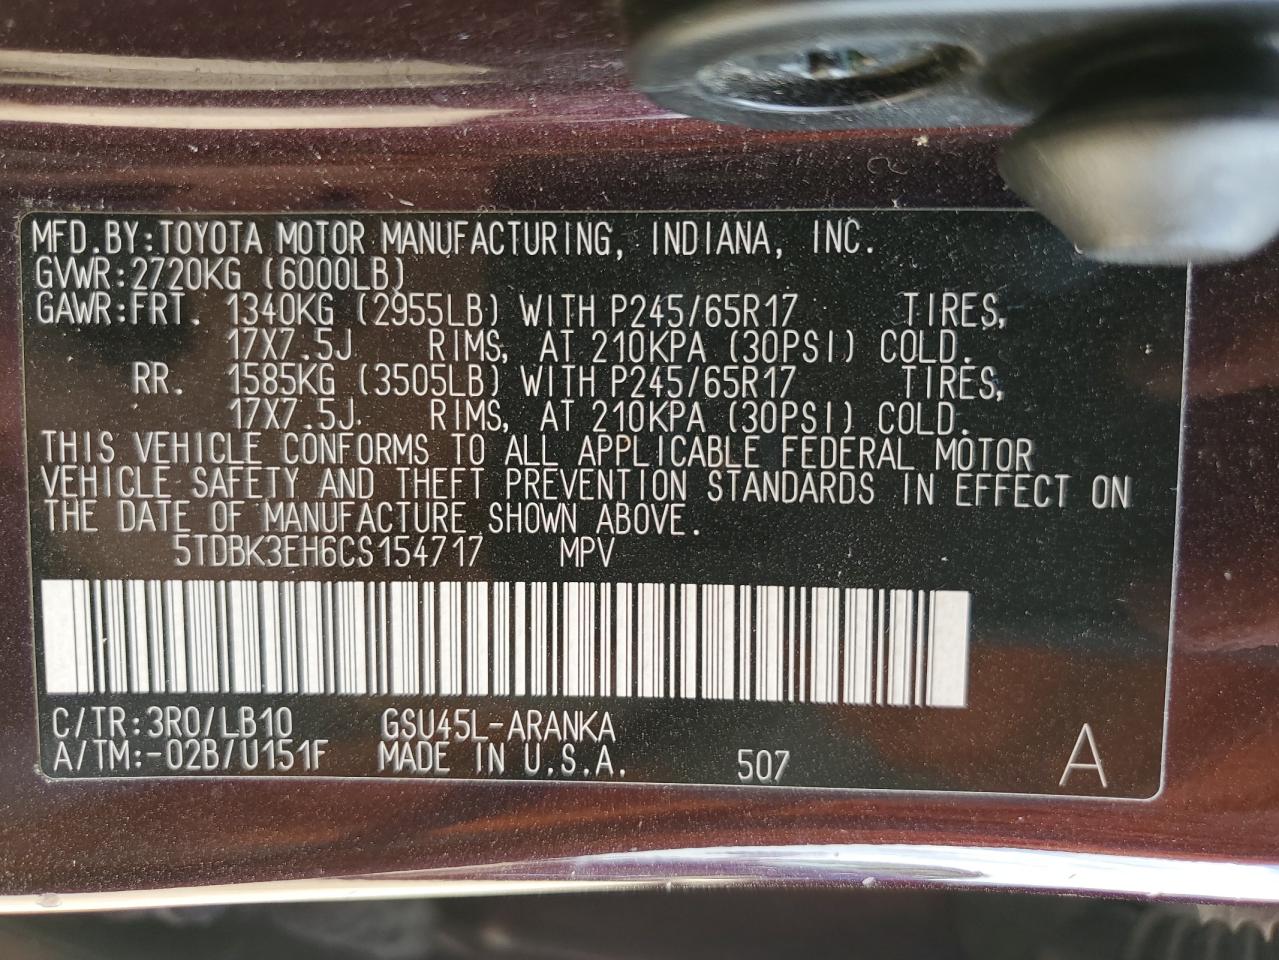 MFD.BY:TOYOTA MOTOR MANUFACTURING, INDIANA, INC.
GVWR:2720KG (6000LB)
GAWR:FRT. 1340KG (2955LB) WITH P245/65R17 TIRES,
17X7.5J RIMS, AT 210KPA (30PSI) COLD.
RR. 1585KG (3505LB) WITH P245/65R17 TIRES,
17X7.5J RIMS, AT 210KPA (30PSI) COLD.
THIS VEHICLE CONFORMS TO ALL APPLICABLE FEDERAL MOTOR
VEHICLE SAFETY AND THEFT PREVENTION STANDARDS IN EFFECT ON
THE DATE OF MANUFACTURE SHOWN ABOVE.
5TDBK3EH6CS154717 MPV
C/TR:3R0/LB10 GSU45L-ARANKA
A/TM:-02B/U151F MADE IN U.S.A. 507 A